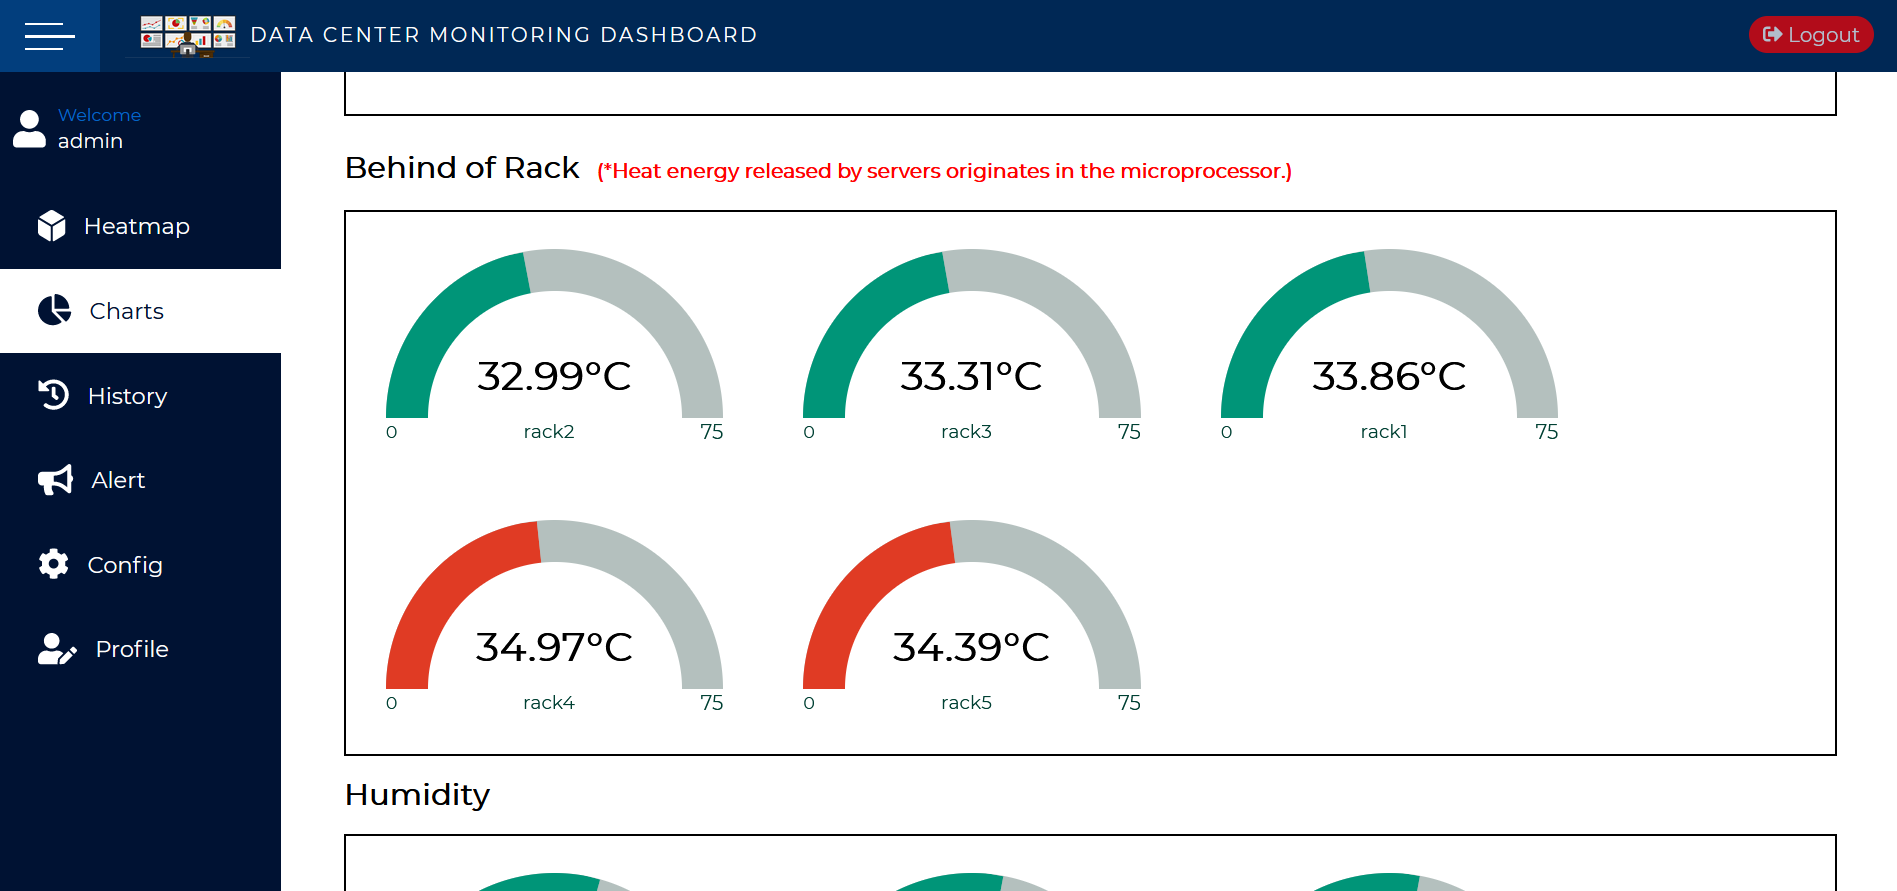 DATA CENTER MONITORING DASHBOARD
Logout
Welcome
admin
Heatmap
Charts
History
Alert
Config
Profile
Behind of Rack (*Heat energy released by servers originates in the microprocessor.)
32.99°C
0 rack2 75
33.31°C
0 rack3 75
33.86°C
0 rack1 75
34.97°C
0 rack4 75
34.39°C
0 rack5 75
Humidity